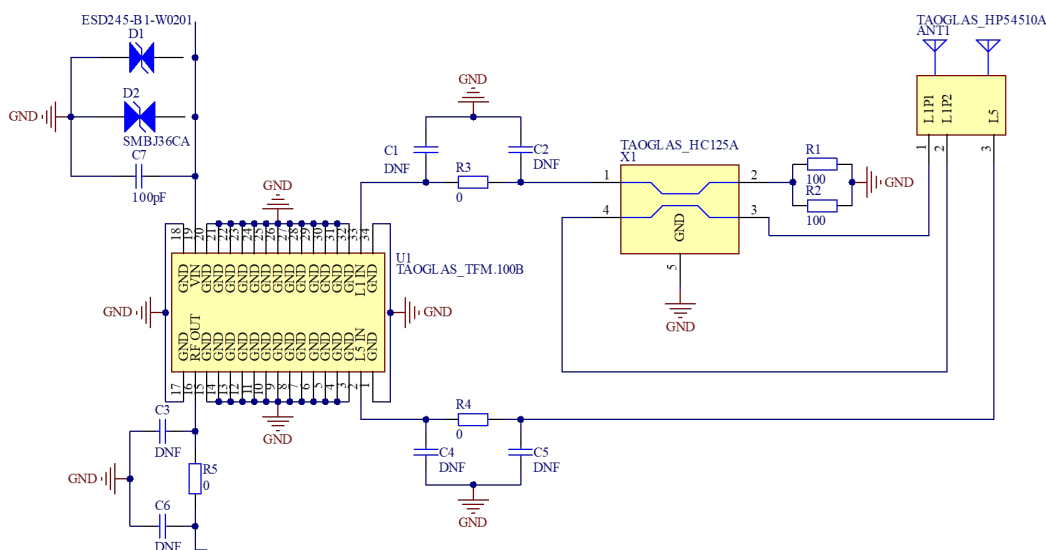 ESD245-B1-W0201
D1
GND
D2
SMBJ36CA
C7
100pF
TAOGLAS_HP54510A
ANT1
L1P1
L1P2
L5
1
2
3
GND
C1
DNF
C2
DNF
R3
0
TAOGLAS_HC125A
X1
1
2
4
3
GND
5
GND
R1
100
R2
100
GND
GND
18
19
20
21
22
23
24
25
26
27
28
29
30
31
32
33
34
U1
TAOGLAS_TFM.100B
GND
VIN
GND
GND
GND
GND
GND
GND
GND
GND
GND
GND
GND
GND
GND
L1 IN
GND
GND
GND
GND
RF OUT
GND
GND
GND
GND
GND
GND
GND
GND
GND
GND
GND
GND
L5 IN
GND
17
16
15
14
13
12
11
10
9
8
7
6
5
4
3
2
1
GND
C3
DNF
GND
R5
0
C6
DNF
R4
0
C4
DNF
C5
DNF
GND